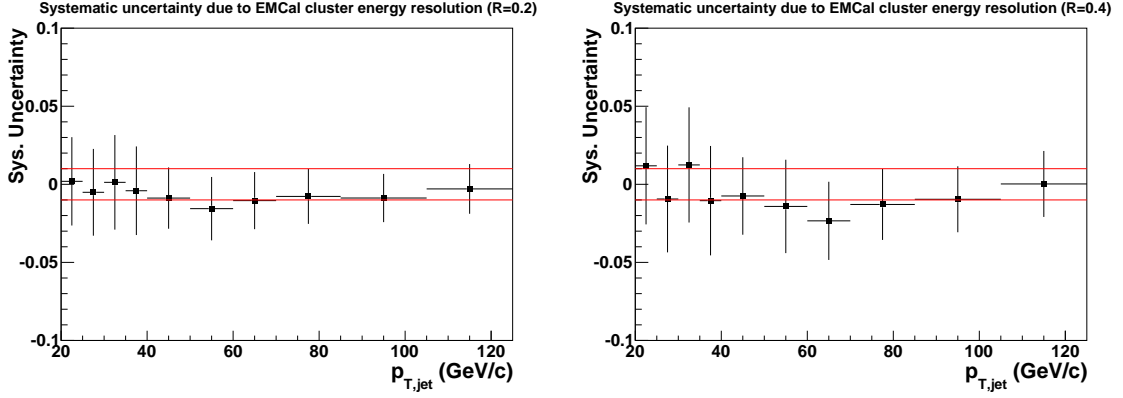 Systematic uncertainty due to EMCal cluster energy resolution (R=0.2)
Sys. Uncertainty
0.1
0.05
0
-0.05
-0.1
20 40 60 80 100 120
p_T,jet (GeV/c)
Systematic uncertainty due to EMCal cluster energy resolution (R=0.4)
Sys. Uncertainty
0.1
0.05
0
-0.05
-0.1
20 40 60 80 100 120
p_T,jet (GeV/c)